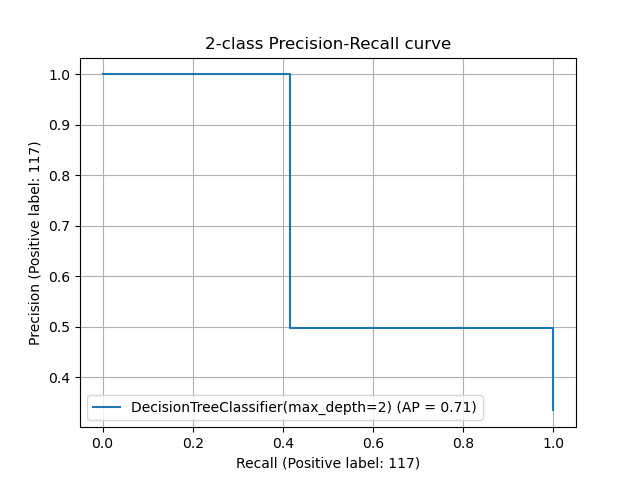 2-class Precision-Recall curve
Precision (Positive label: 117)
1.0
0.9
0.8
0.7
0.6
0.5
0.4
DecisionTreeClassifier(max_depth=2) (AP = 0.71)
0.0 0.2 0.4 0.6 0.8 1.0
Recall (Positive label: 117)